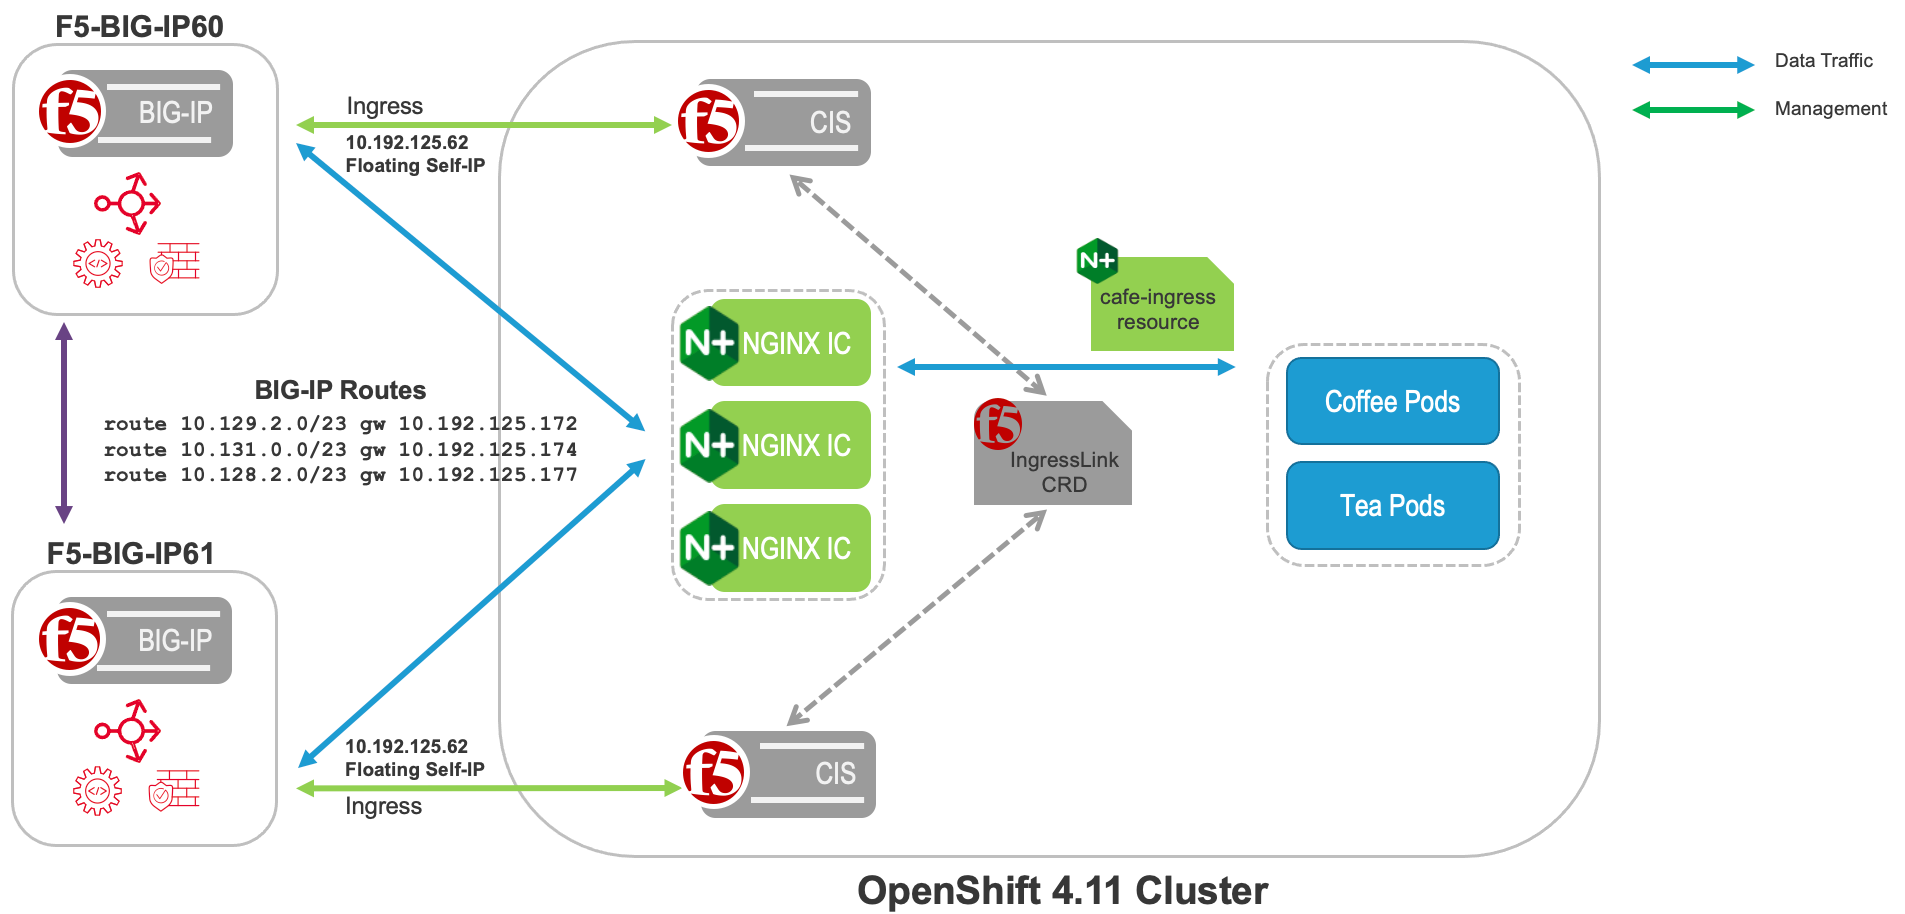 F5-BIG-IP60
f5
BIG-IP
Ingress
10.192.125.62
Floating Self-IP
f5
CIS
Data Traffic
Management
</>
N+
cafe-ingress
resource
N+
NGINX IC
N+
NGINX IC
N+
NGINX IC
BIG-IP Routes
route 10.129.2.0/23 gw 10.192.125.172
route 10.131.0.0/23 gw 10.192.125.174
route 10.128.2.0/23 gw 10.192.125.177
f5
IngressLink
CRD
Coffee Pods
Tea Pods
F5-BIG-IP61
f5
BIG-IP
</>
10.192.125.62
Floating Self-IP
Ingress
f5
CIS
OpenShift 4.11 Cluster